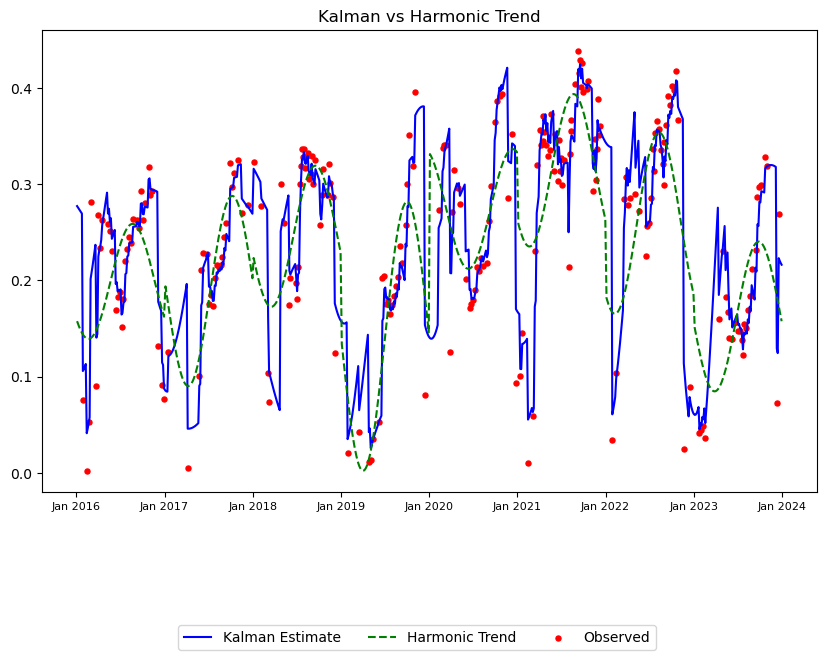 Kalman vs Harmonic Trend
0.4
0.3
0.2
0.1
0.0
Jan 2016 Jan 2017 Jan 2018 Jan 2019 Jan 2020 Jan 2021 Jan 2022 Jan 2023 Jan 2024
Kalman Estimate Harmonic Trend Observed